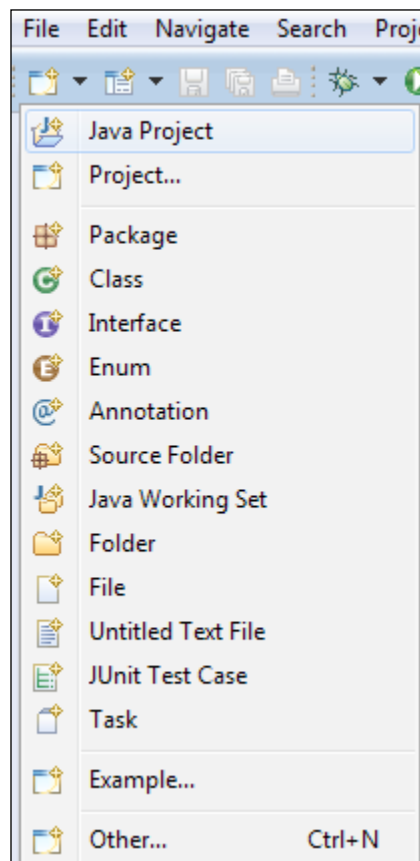 File Edit Navigate Search Proj
Java Project
Project...
Package
Class
Interface
Enum
Annotation
Source Folder
Java Working Set
Folder
File
Untitled Text File
JUnit Test Case
Task
Example...
Other... Ctrl+N